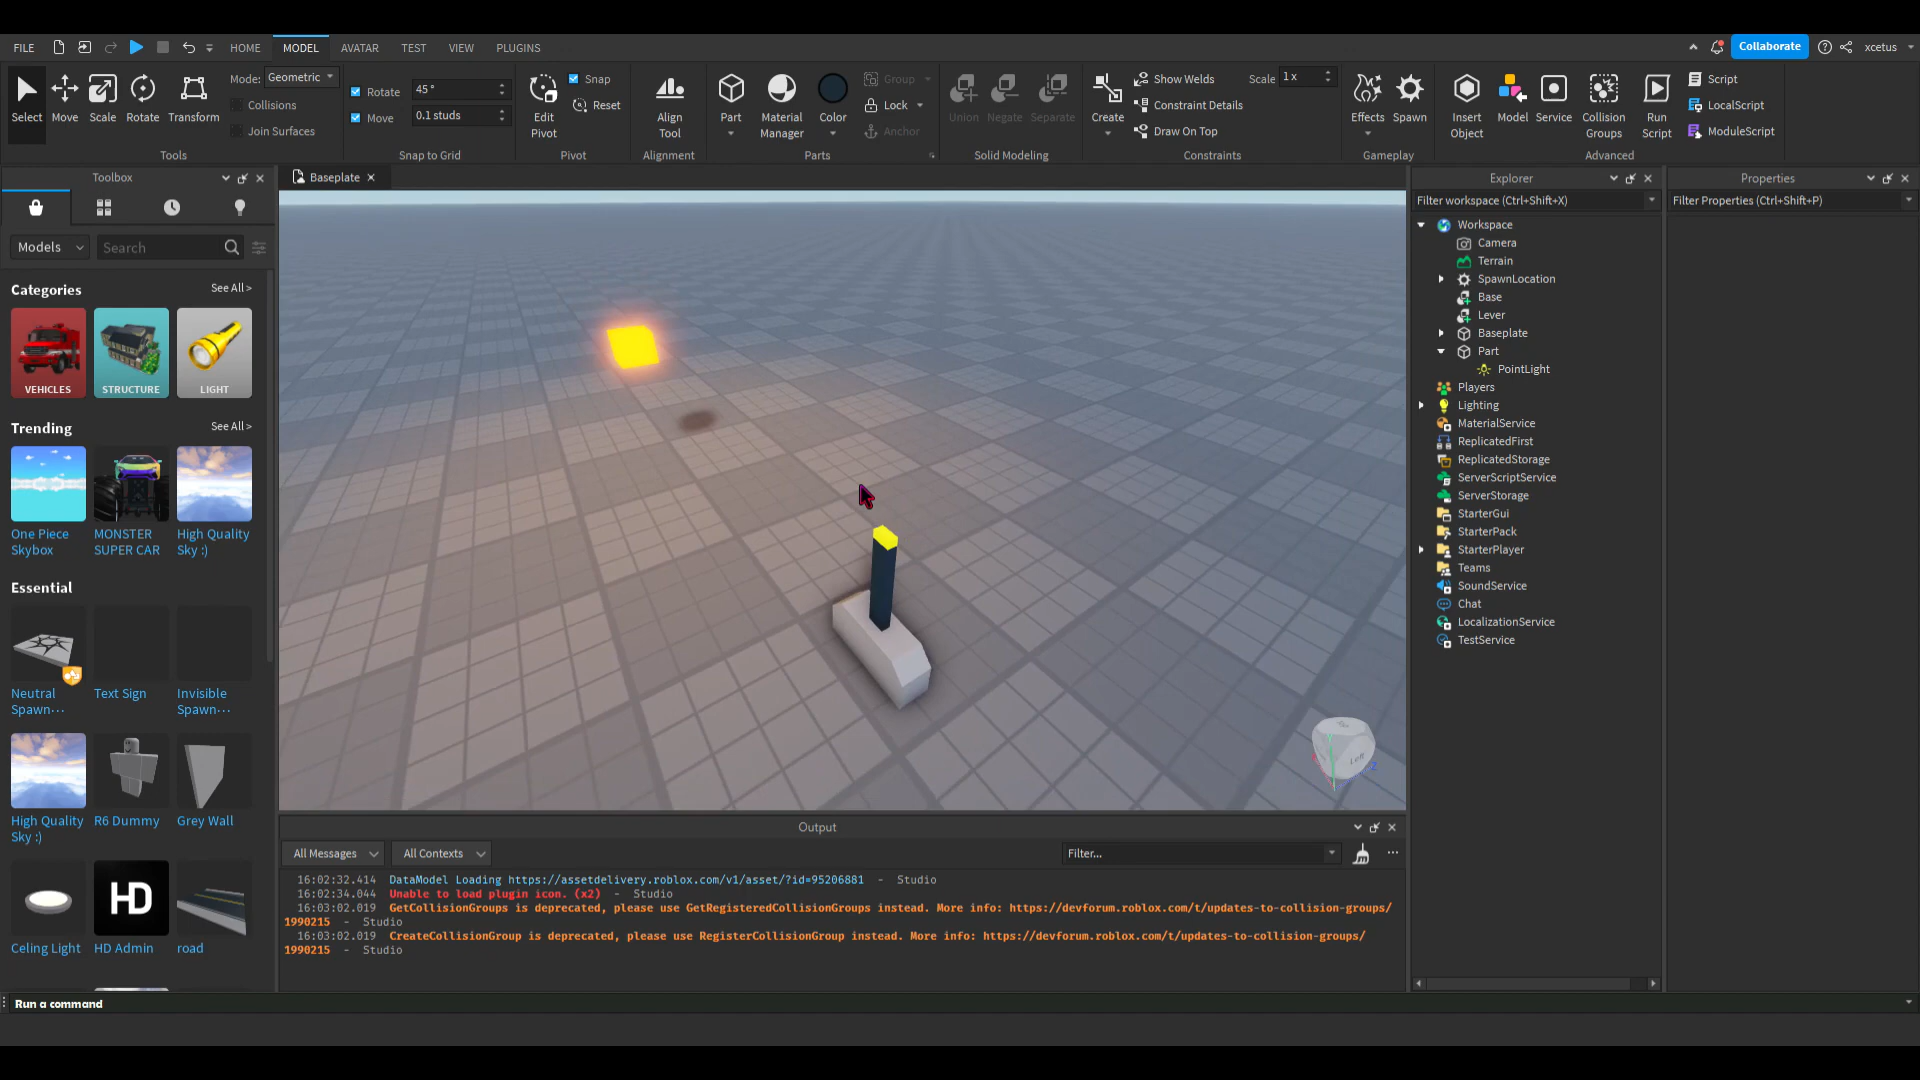 FILE HOME MODEL AVATAR TEST VIEW PLUGINS Collaborate xcetus
Select Move Scale Rotate Transform
Mode: Geometric
Collisions
Join Surfaces
Tools
Rotate 45 °
Move 0.1 studs
Snap to Grid
Edit Pivot
Snap
Reset
Pivot
Align Tool
Alignment
Part
Material Manager
Color
Group
Lock
Anchor
Parts
Union Negate Separate
Solid Modeling
Create
Show Welds
Constraint Details
Draw On Top
Scale 1 x
Constraints
Effects Spawn
Gameplay
Insert Object
Model
Service
Collision Groups
Run Script
Script
LocalScript
ModuleScript
Advanced
Toolbox
Models Search
Categories See All >
VEHICLES STRUCTURE LIGHT
Trending See All >
One Piece Skybox
MONSTER SUPER CAR
High Quality Sky :)
Essential
Neutral Spawn···
Text Sign
Invisible Spawn···
High Quality Sky :)
R6 Dummy
Grey Wall
HD
Celing Light
HD Admin
road
Baseplate
Left
Output
All Messages All Contexts Filter...
16:02:32.414 DataModel Loading https://assetdelivery.roblox.com/v1/asset/?id=95206881 - Studio
16:02:34.044 Unable to load plugin icon. (x2) - Studio
16:03:02.019 GetCollisionGroups is deprecated, please use GetRegisteredCollisionGroups instead. More info: https://devforum.roblox.com/t/updates-to-collision-groups/
1990215 - Studio
16:03:02.019 CreateCollisionGroup is deprecated, please use RegisterCollisionGroup instead. More info: https://devforum.roblox.com/t/updates-to-collision-groups/
1990215 - Studio
Explorer
Filter workspace (Ctrl+Shift+X)
Workspace
Camera
Terrain
SpawnLocation
Base
Lever
Baseplate
Part
PointLight
Players
Lighting
MaterialService
ReplicatedFirst
ReplicatedStorage
ServerScriptService
ServerStorage
StarterGui
StarterPack
StarterPlayer
Teams
SoundService
Chat
LocalizationService
TestService
Properties
Filter Properties (Ctrl+Shift+P)
Run a command